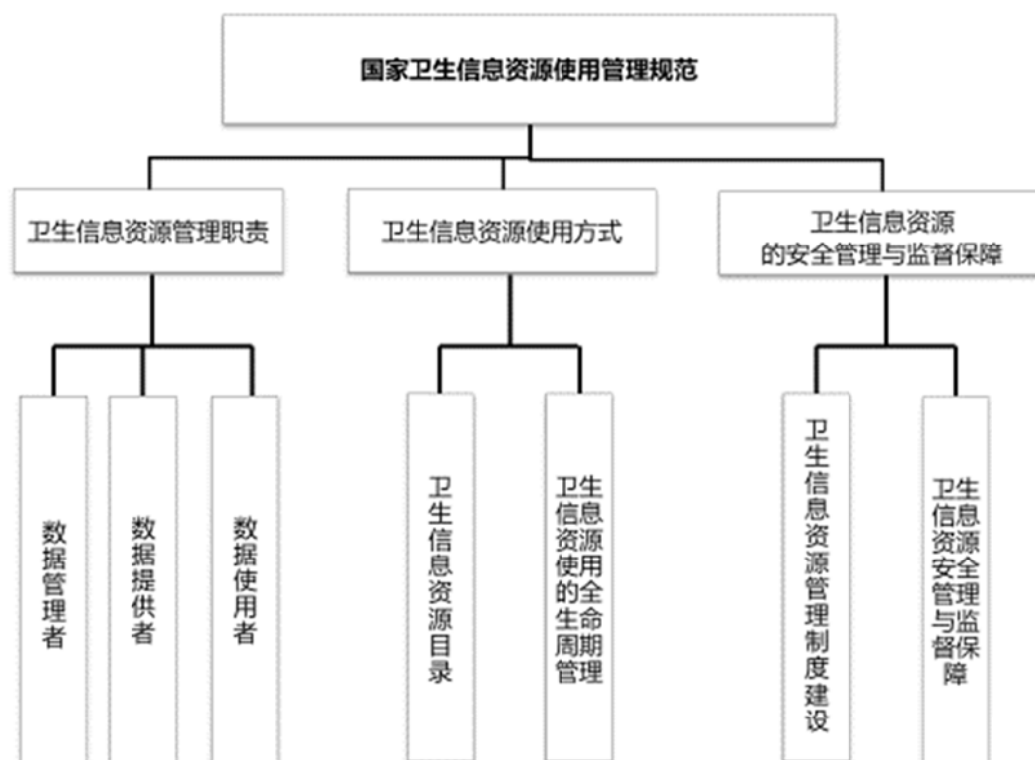 国家卫生信息资源使用管理规范
卫生信息资源管理职责
卫生信息资源使用方式
卫生信息资源
的安全管理与监督保障
数据管理者
数据提供者
数据使用者
卫生信息资源目录
卫生
信息
资源
使用
的全
生命
周期
管理
卫生信息资源管理制度建设
卫生
信息
资源
安全
管理
与监
督保
障